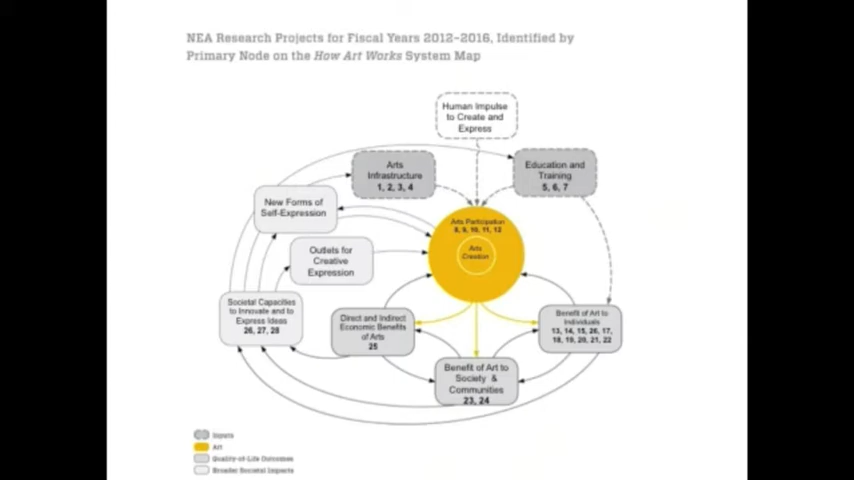 NEA Research Projects for Fiscal Years 2012–2016, Identified by
Primary Node on the How Art Works System Map
Human Impulse
to Create and
Express
Arts
Infrastructure
1, 2, 3, 4
Education and
Training
5, 6, 7
New Forms of
Self-Expression
Arts Participation
8, 9, 10, 11, 12
Arts
Creation
Outlets for
Creative
Expression
Societal Capacities
to Innovate and to
Express Ideas
26, 27, 28
Direct and Indirect
Economic Benefits
of Arts
25
Benefit of Art to
Individuals
13, 14, 15, 26, 17,
18, 19, 20, 21, 22
Benefit of Art to
Society &
Communities
23, 24
Inputs
Art
Quality-of-Life Outcomes
Broader Societal Impacts